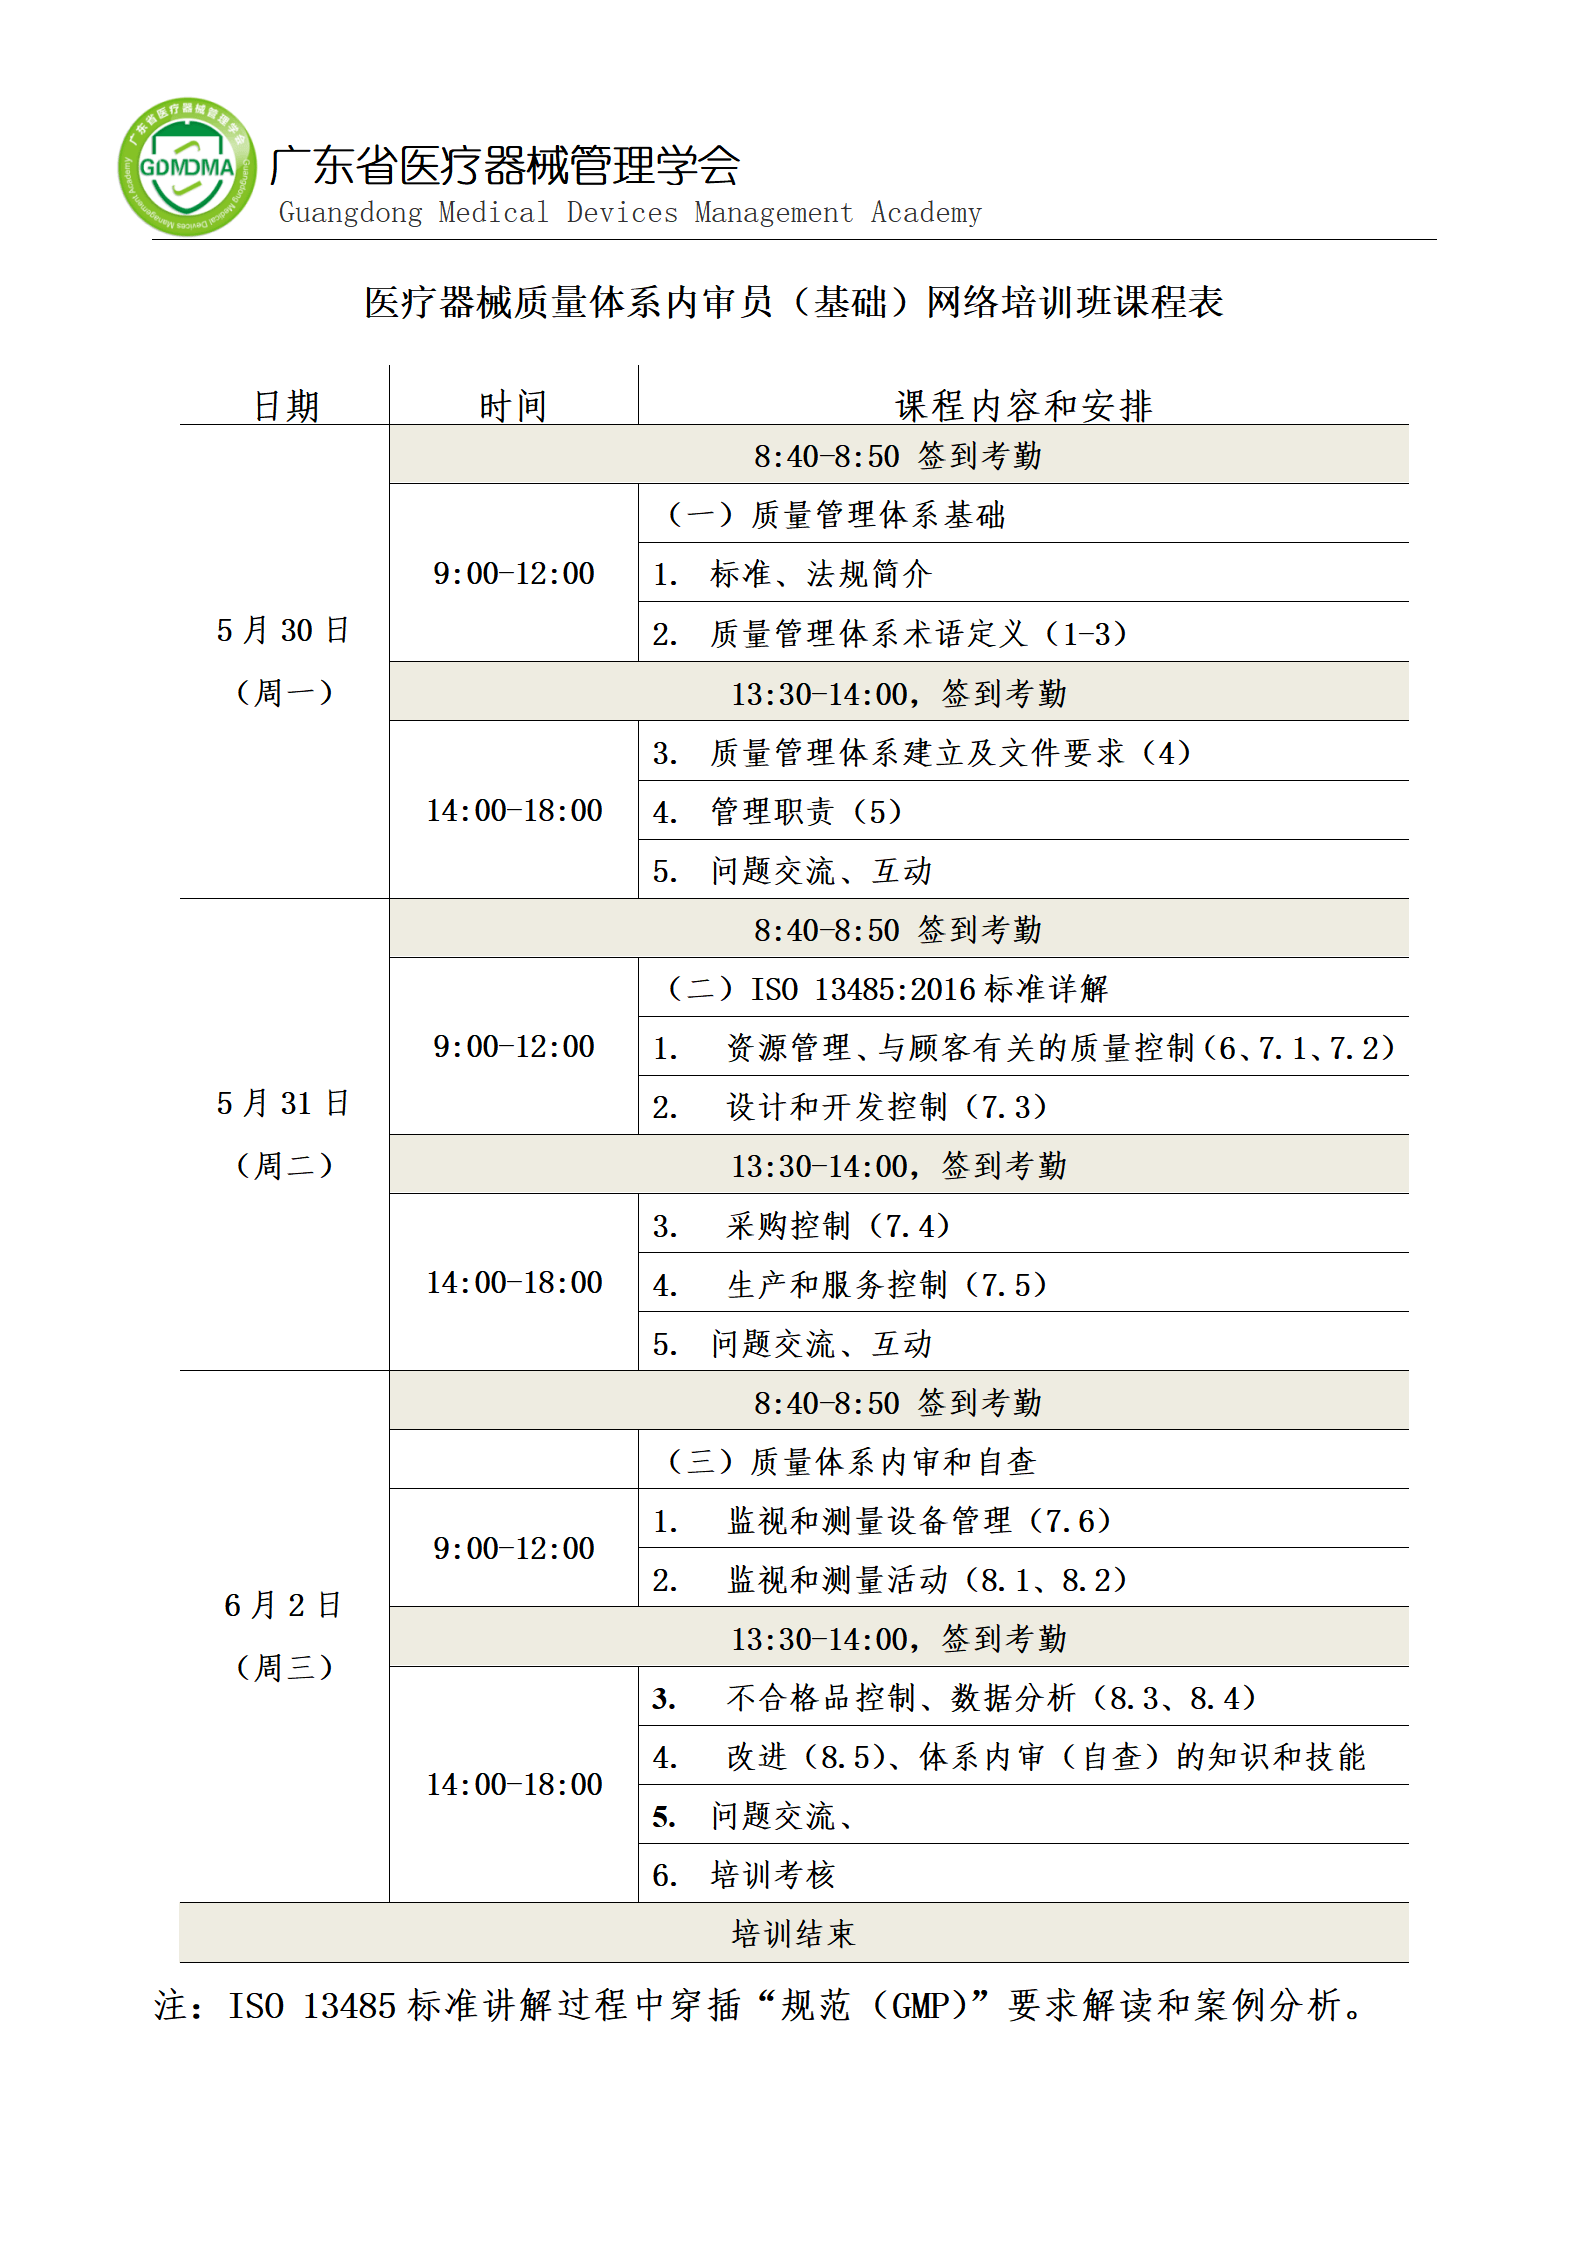 广东省医疗器械管理学会
GDMDMA
Guangdong Medical Devices Management Academy
广东省医疗器械管理学会
Guangdong Medical Devices Management Academy
医疗器械质量体系内审员（基础）网络培训班课程表
日期 时间 课程内容和安排
8:40-8:50 签到考勤
（一）质量管理体系基础
9:00-12:00
1. 标准、法规简介
2. 质量管理体系术语定义（1-3）
5 月 30 日
（周一）
13:30-14:00，签到考勤
3. 质量管理体系建立及文件要求（4）
14:00-18:00
4. 管理职责（5）
5. 问题交流、互动
8:40-8:50 签到考勤
（二）ISO 13485:2016 标准详解
9:00-12:00
1. 资源管理、与顾客有关的质量控制（6、7.1、7.2）
2. 设计和开发控制（7.3）
5 月 31 日
（周二）
13:30-14:00，签到考勤
3. 采购控制（7.4）
14:00-18:00
4. 生产和服务控制（7.5）
5. 问题交流、互动
8:40-8:50 签到考勤
（三）质量体系内审和自查
9:00-12:00
1. 监视和测量设备管理（7.6）
2. 监视和测量活动（8.1、8.2）
6 月 2 日
（周三）
13:30-14:00，签到考勤
3. 不合格品控制、数据分析（8.3、8.4）
14:00-18:00
4. 改进（8.5）、体系内审（自查）的知识和技能
5. 问题交流、
6. 培训考核
培训结束
注：ISO 13485 标准讲解过程中穿插“规范（GMP）”要求解读和案例分析。